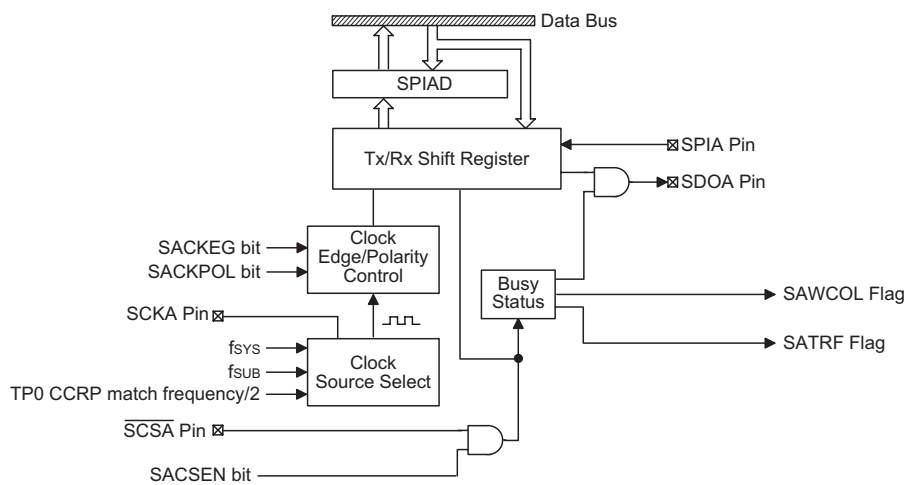 Data Bus
SPIAD
Tx/Rx Shift Register
SPIA Pin
SDOA Pin
SACKEG bit
SACKPOL bit
Clock
Edge/Polarity
Control
Busy
Status
SAWCOL Flag
SATRF Flag
SCKA Pin
fSYS
fSUB
TP0 CCRP match frequency/2
Clock
Source Select
SCSA Pin
SACSEN bit